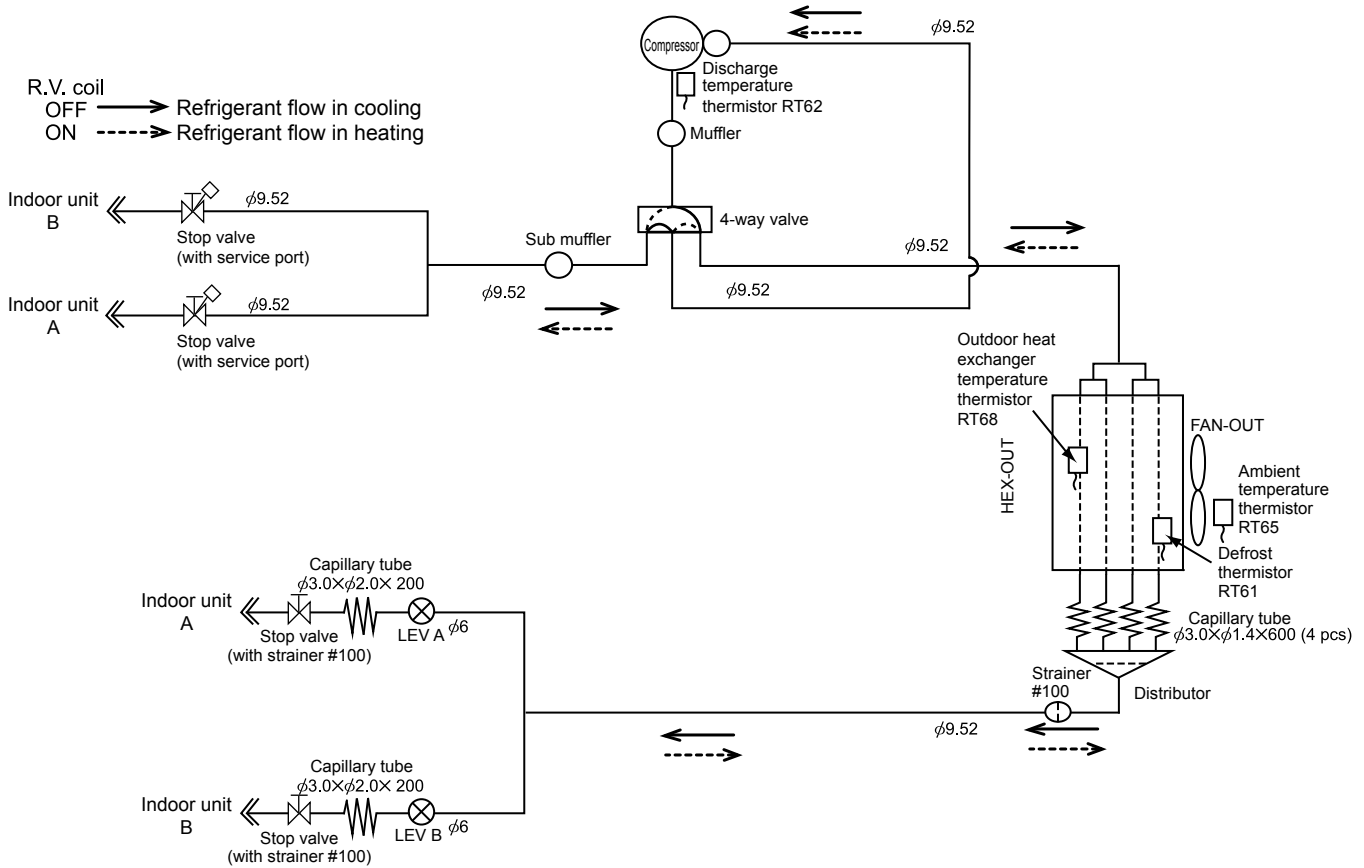 R.V. coil
OFF Refrigerant flow in cooling
ON Refrigerant flow in heating
Compressor
ϕ9.52
Discharge
temperature
thermistor RT62
Muffler
4-way valve
Indoor unit
B
ϕ9.52
Stop valve
(with service port)
Sub muffler
ϕ9.52
ϕ9.52
ϕ9.52
Indoor unit
A
ϕ9.52
Stop valve
(with service port)
Outdoor heat
exchanger
temperature
thermistor
RT68
HEX-OUT
FAN-OUT
Ambient
temperature
thermistor
RT65
Defrost
thermistor
RT61
Capillary tube
ϕ3.0×ϕ1.4×600 (4 pcs)
Distributor
Strainer
#100
ϕ9.52
Capillary tube
ϕ3.0×ϕ2.0× 200
Indoor unit
A
LEV A ϕ6
Stop valve
(with strainer #100)
Capillary tube
ϕ3.0×ϕ2.0× 200
Indoor unit
B
LEV B ϕ6
Stop valve
(with strainer #100)